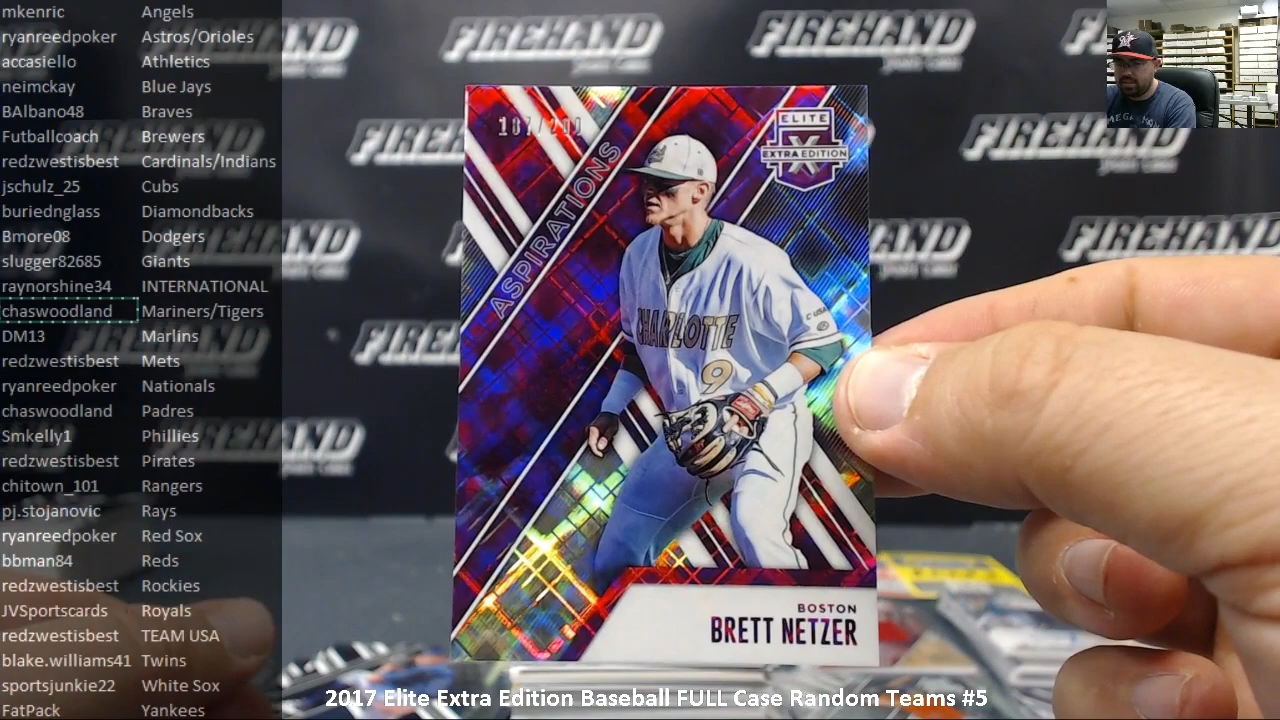 mkenric Angels
ryanreedpoker Astros/Orioles
accasiello Athletics
neimckay Blue Jays
BAlbano48 Braves
Futballcoach Brewers
redzwestisbest Cardinals/Indians
jschulz_25 Cubs
buriednglass Diamondbacks
Bmore08 Dodgers
slugger82685 Giants
raynorshine34 INTERNATIONAL
chaswoodland Mariners/Tigers
DM13 Marlins
redzwestisbest Mets
ryanreedpoker Nationals
chaswoodland Padres
Smkelly1 Phillies
redzwestisbest Pirates
chitown_101 Rangers
pj.stojanovic Rays
ryanreedpoker Red Sox
bbman84 Reds
redzwestisbest Rockies
JVSportscards Royals
redzwestisbest TEAM USA
blake.williams41 Twins
sportsjunkie22 White Sox
FatPack Yankees
FIREHAND FIREHAND
FIREHAND
FIREHAND
ELITE
EXTRA EDITION
ASPIRATIONS
CHARLOTTE
9
C-USA
BOSTON
BRETT NETZER
2017 Elite Extra Edition Baseball FULL Case Random Teams #5